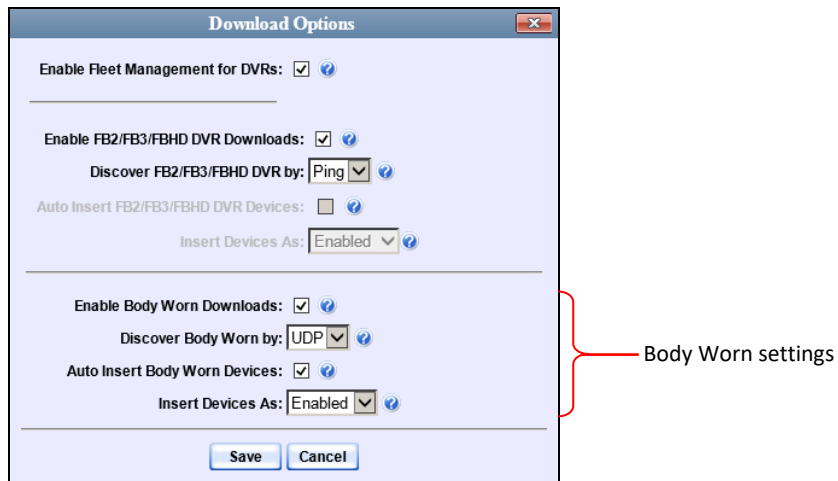 Download Options
Enable Fleet Management for DVRs:
Enable FB2/FB3/FBHD DVR Downloads:
Discover FB2/FB3/FBHD DVR by: Ping
Auto Insert FB2/FB3/FBHD DVR Devices:
Insert Devices As: Enabled
Enable Body Worn Downloads:
Discover Body Worn by: UDP
Auto Insert Body Worn Devices:
Insert Devices As: Enabled
Body Worn settings
Save Cancel